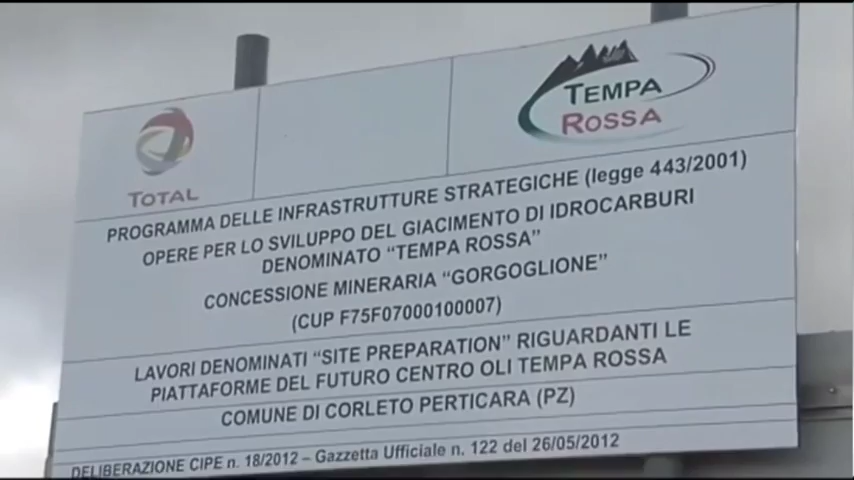 TOTAL
TEMPA
ROSSA
PROGRAMMA DELLE INFRASTRUTTURE STRATEGICHE (legge 443/2001)
OPERE PER LO SVILUPPO DEL GIACIMENTO DI IDROCARBURI
DENOMINATO “TEMPA ROSSA”
CONCESSIONE MINERARIA “GORGOGLIONE”
(CUP F75F07000100007)
LAVORI DENOMINATI “SITE PREPARATION” RIGUARDANTI LE
PIATTAFORME DEL FUTURO CENTRO OLI TEMPA ROSSA
COMUNE DI CORLETO PERTICARA (PZ)
DELIBERAZIONE CIPE n. 18/2012 – Gazzetta Ufficiale n. 122 del 26/05/2012